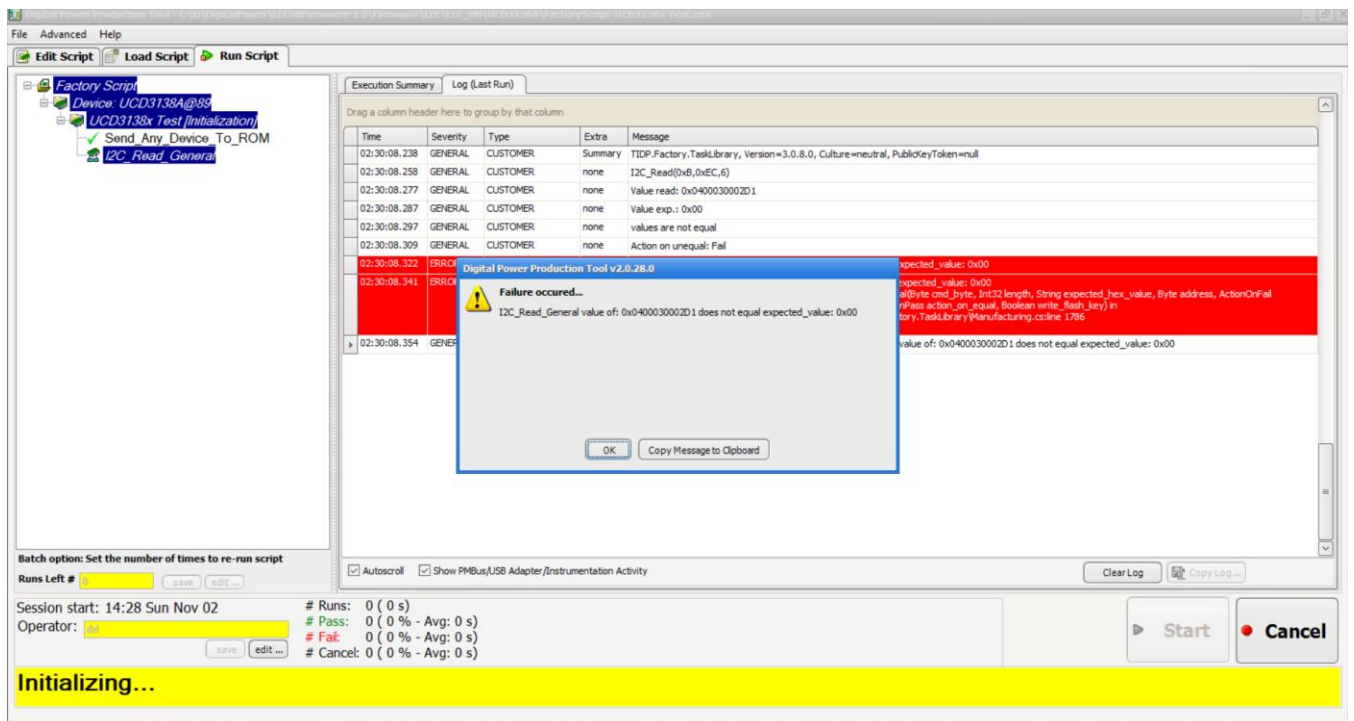 Digital Power Production Tool - C:\D\DigitalPower\
File Advanced Help
Edit Script Load Script Run Script
Factory Script
Device: UCD3138A@89
UCD3138x Test [Initialization]
Send_Any_Device_To_ROM
I2C_Read_General
Execution Summary Log (Last Run)
Drag a column header here to group by that column
Time Severity Type Extra Message
02:30:08.238 GENERAL CUSTOMER Summary TIDP.Factory.TaskLibrary, Version=3.0.8.0, Culture=neutral, PublicKeyToken=null
02:30:08.258 GENERAL CUSTOMER none I2C_Read(0xB,0xEC,6)
02:30:08.277 GENERAL CUSTOMER none Value read: 0x0400030002D1
02:30:08.287 GENERAL CUSTOMER none Value exp.: 0x00
02:30:08.297 GENERAL CUSTOMER none values are not equal
02:30:08.309 GENERAL CUSTOMER none Action on unequal: Fail
02:30:08.322 ERRO xpected_value: 0x00
02:30:08.341 ERRO expected_value: 0x00
al(Byte cmd_byte, Int32 length, String expected_hex_value, Byte address, ActionOnFail
nPass action_on_equal, Boolean write_flash_key) in
tory.TaskLibrary\Manufacturing.cs:line 1786
02:30:08.354 GENER value of: 0x0400030002D1 does not equal expected_value: 0x00
Digital Power Production Tool v2.0.28.0
Failure occured...
I2C_Read_General value of: 0x0400030002D1 does not equal expected_value: 0x00
OK Copy Message to Clipboard
Autoscroll Show PMBus/USB Adapter/Instrumentation Activity
Clear Log Copy Log...
Batch option: Set the number of times to re-run script
Runs Left # 0 save edit ...
Session start: 14:28 Sun Nov 02
Operator: dd
save edit ...
# Runs: 0 ( 0 s)
# Pass: 0 ( 0 % - Avg: 0 s)
# Fail: 0 ( 0 % - Avg: 0 s)
# Cancel: 0 ( 0 % - Avg: 0 s)
Start Cancel
Initializing...